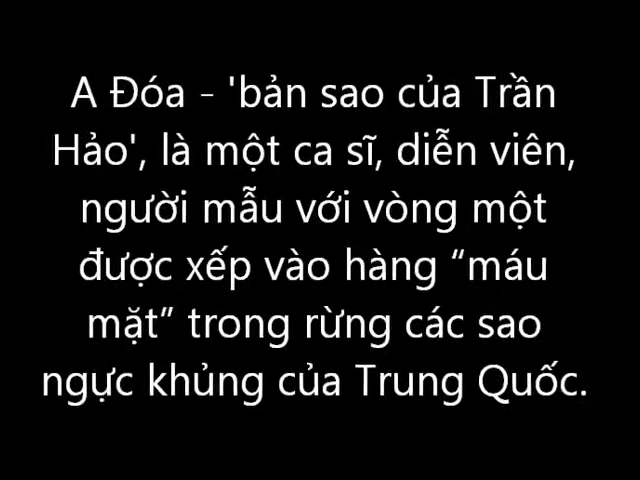 A Đóa - 'bản sao của Trần
Hảo', là một ca sĩ, diễn viên,
người mẫu với vòng một
được xếp vào hàng “máu
mặt” trong rừng các sao
ngực khủng của Trung Quốc.